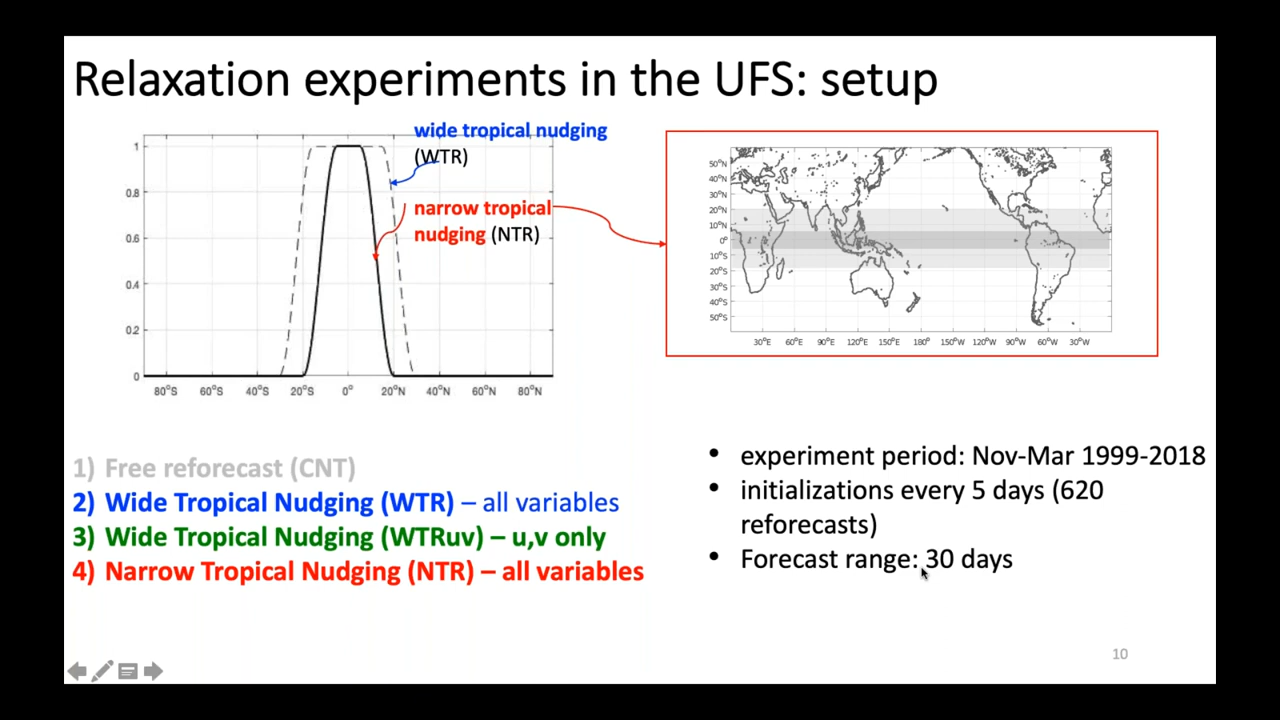 Relaxation experiments in the UFS: setup
wide tropical nudging
(WTR)
narrow tropical
nudging (NTR)
1
0.8
0.6
0.4
0.2
0
80°S 60°S 40°S 20°S 0° 20°N 40°N 60°N 80°N
50°N
40°N
30°N
20°N
10°N
0°
10°S
20°S
30°S
40°S
50°S
30°E 60°E 90°E 120°E 150°E 180° 150°W 120°W 90°W 60°W 30°W
1) Free reforecast (CNT)
2) Wide Tropical Nudging (WTR) – all variables
3) Wide Tropical Nudging (WTRuv) – u,v only
4) Narrow Tropical Nudging (NTR) – all variables
• experiment period: Nov-Mar 1999-2018
• initializations every 5 days (620
reforecasts)
• Forecast range: 30 days
10